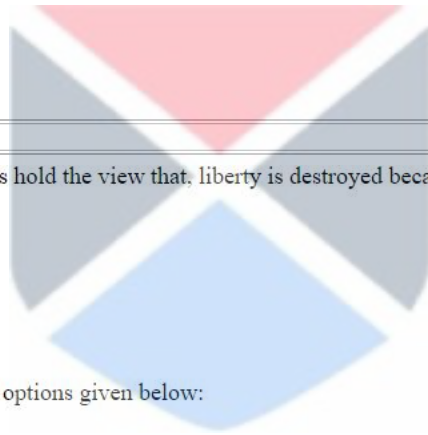 s hold the view that, liberty is destroyed beca
options given below: